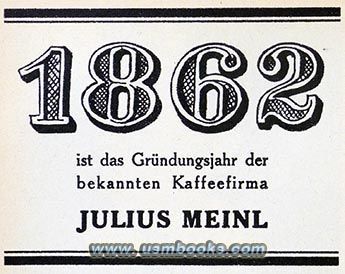 1862
ist das Gründungsjahr der
bekannten Kaffeefirma
JULIUS MEINL
www.usmbooks.com